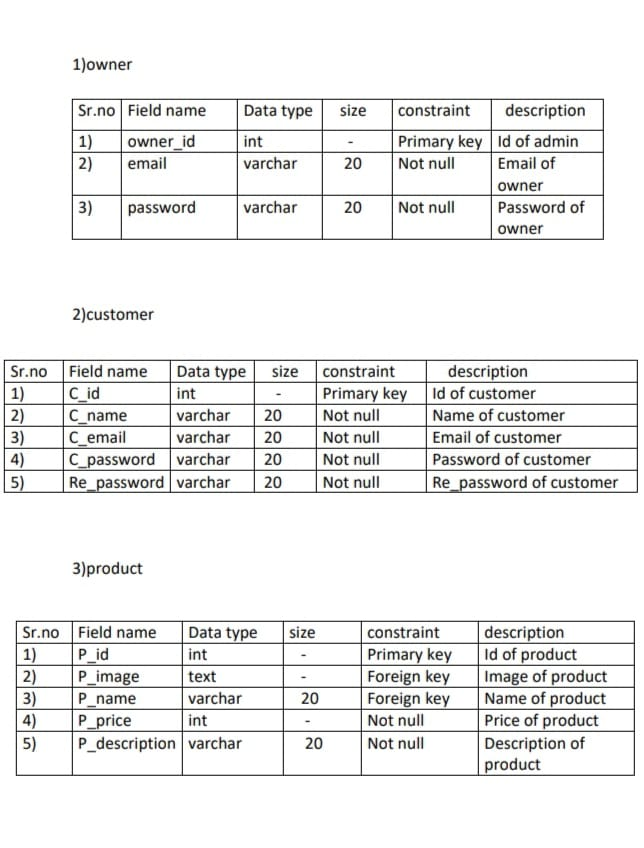 1)owner
Sr.no Field name Data type size constraint description
1) owner_id int - Primary key Id of admin
2) email varchar 20 Not null Email of
owner
3) password varchar 20 Not null Password of
owner
2)customer
Sr.no Field name Data type size constraint description
1) C_id int - Primary key Id of customer
2) C_name varchar 20 Not null Name of customer
3) C_email varchar 20 Not null Email of customer
4) C_password varchar 20 Not null Password of customer
5) Re_password varchar 20 Not null Re_password of customer
3)product
Sr.no Field name Data type size constraint description
1) P_id int - Primary key Id of product
2) P_image text - Foreign key Image of product
3) P_name varchar 20 Foreign key Name of product
4) P_price int - Not null Price of product
5) P_description varchar 20 Not null Description of
product